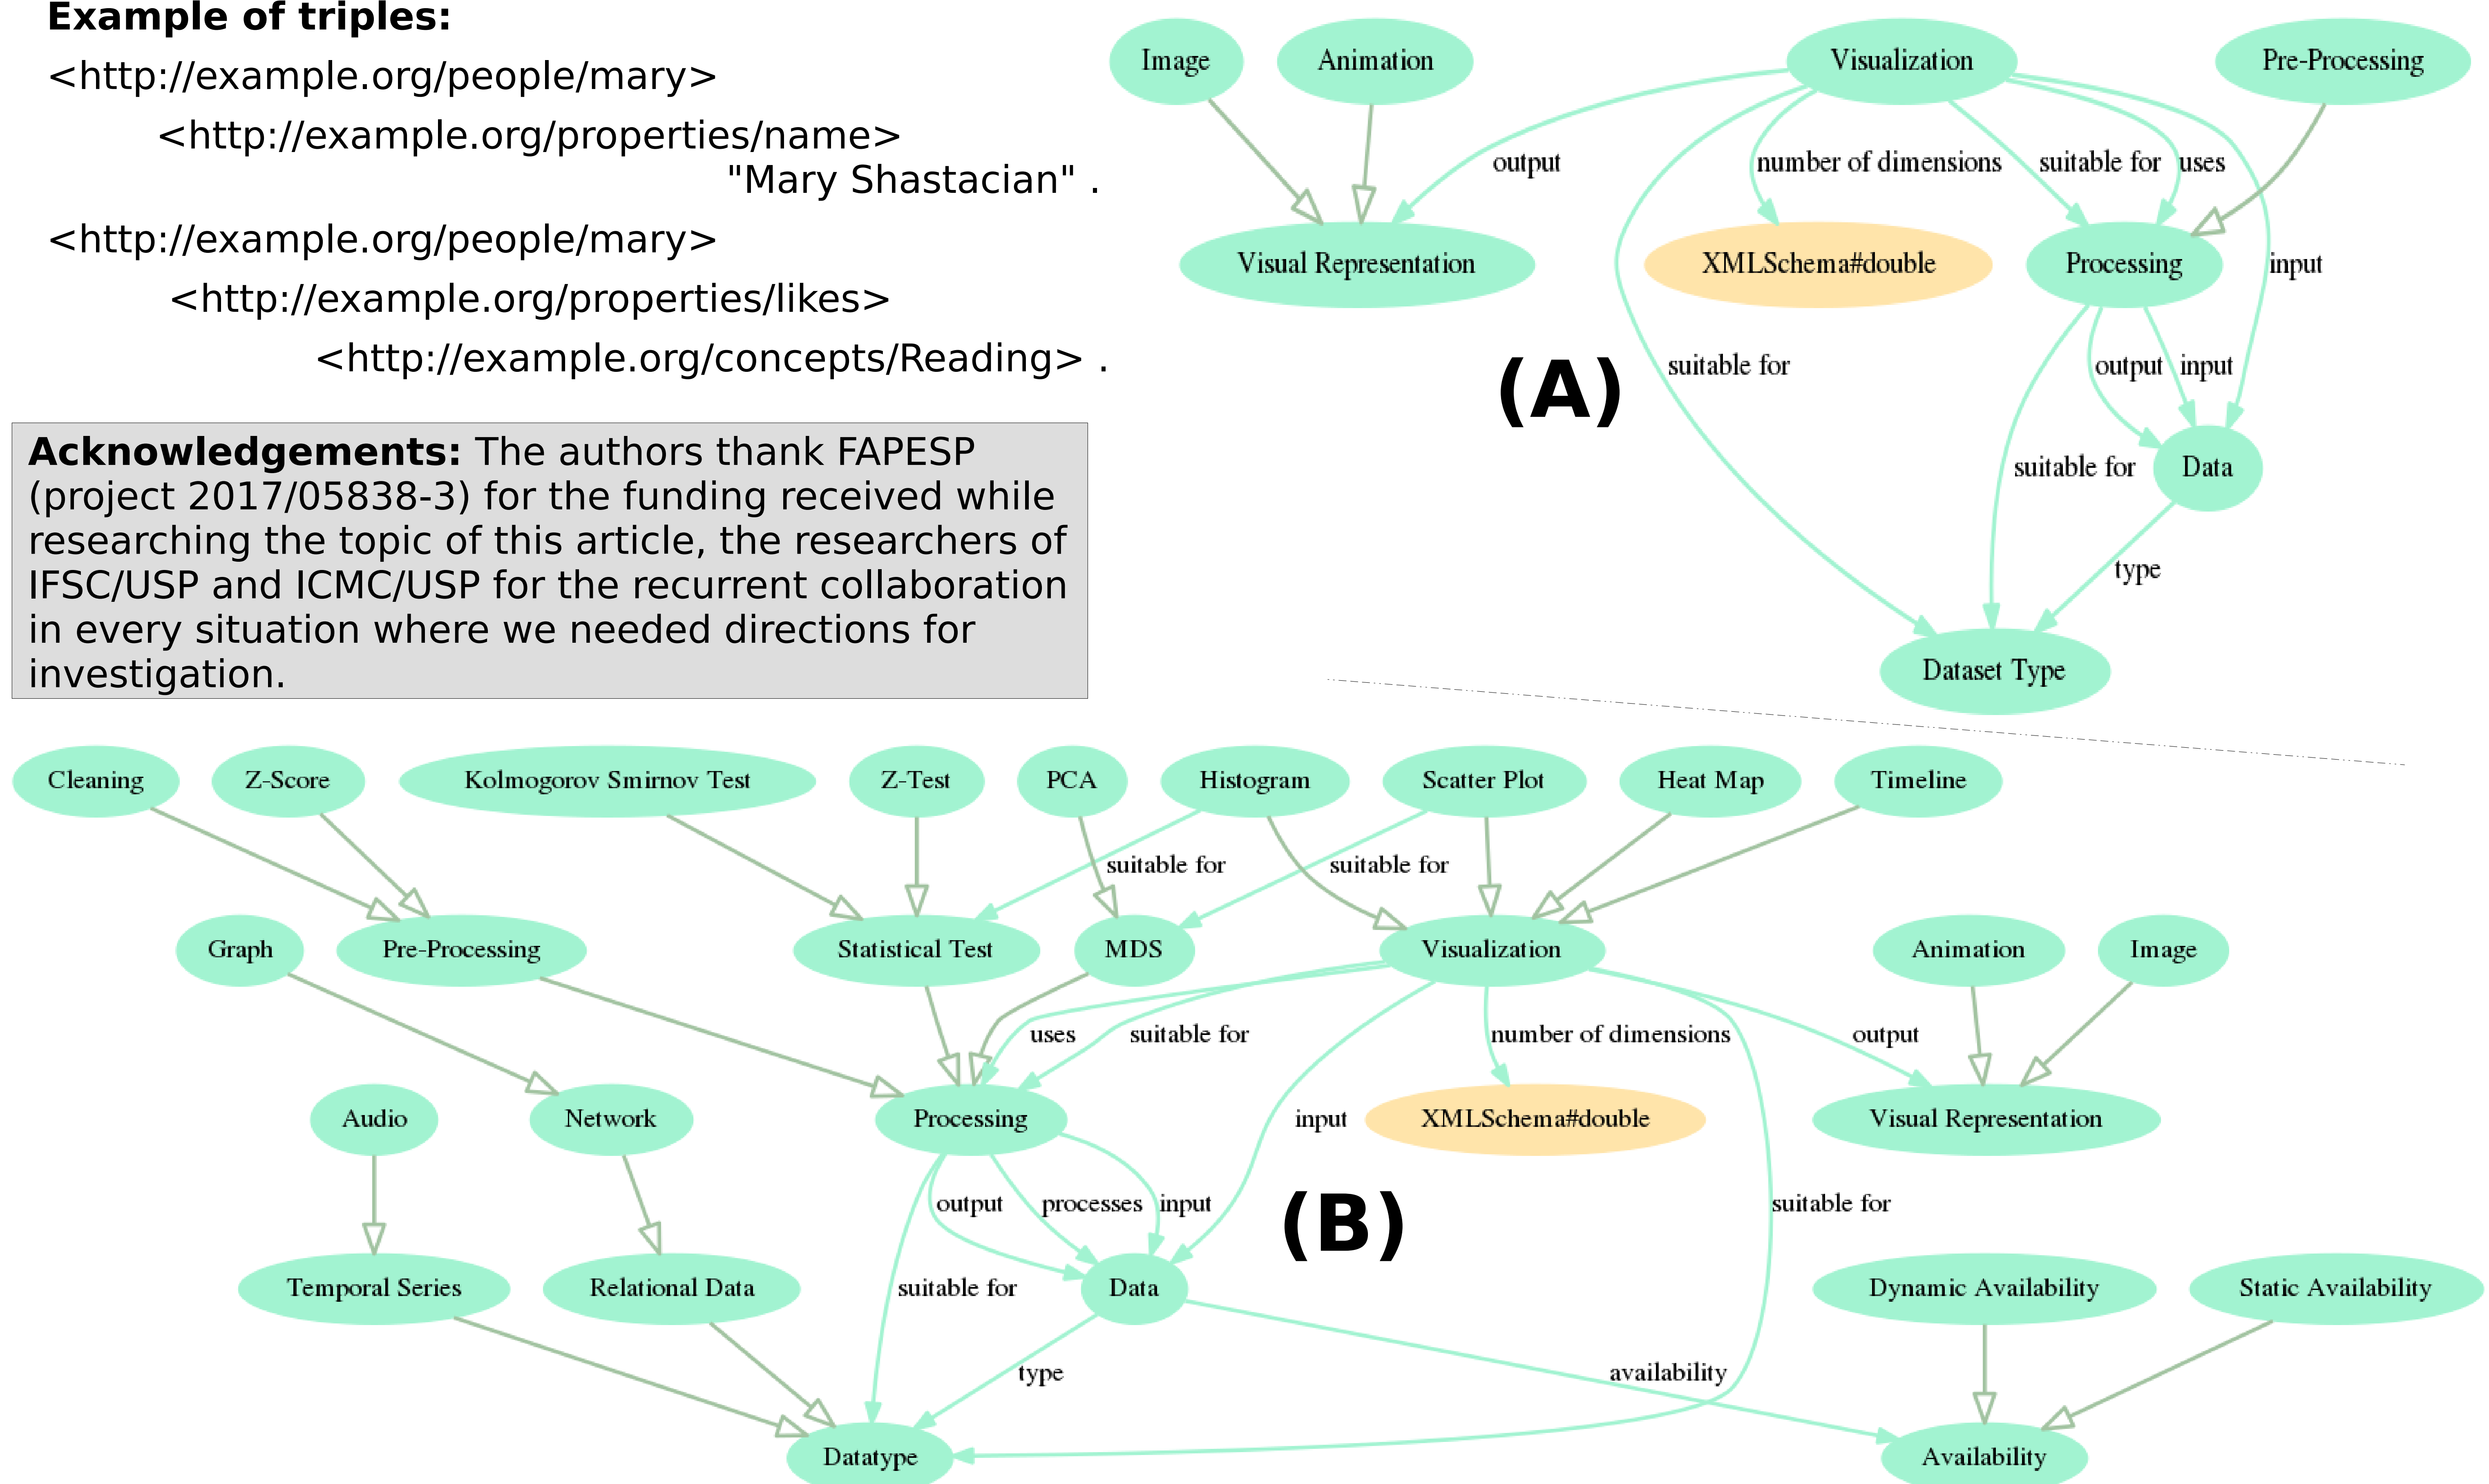 Example of triples:
<http://example.org/people/mary>
<http://example.org/properties/name>
"Mary Shastacian" .
<http://example.org/people/mary>
<http://example.org/properties/likes>
<http://example.org/concepts/Reading> .
Acknowledgements: The authors thank FAPESP
(project 2017/05838-3) for the funding received while
researching the topic of this article, the researchers of
IFSC/USP and ICMC/USP for the recurrent collaboration
in every situation where we needed directions for
investigation.
Image
Animation
Visualization
Pre-Processing
output
number of dimensions
suitable for
uses
Visual Representation
XMLSchema#double
Processing
input
suitable for
output
input
(A)
suitable for
Data
type
Dataset Type
Cleaning
Z-Score
Kolmogorov Smirnov Test
Z-Test
PCA
Histogram
Scatter Plot
Heat Map
Timeline
suitable for
suitable for
Graph
Pre-Processing
Statistical Test
MDS
Visualization
Animation
Image
uses
suitable for
number of dimensions
output
Audio
Network
Processing
input
XMLSchema#double
Visual Representation
output
processes
input
(B)
suitable for
Temporal Series
Relational Data
suitable for
Data
Dynamic Availability
Static Availability
type
availability
Datatype
Availability